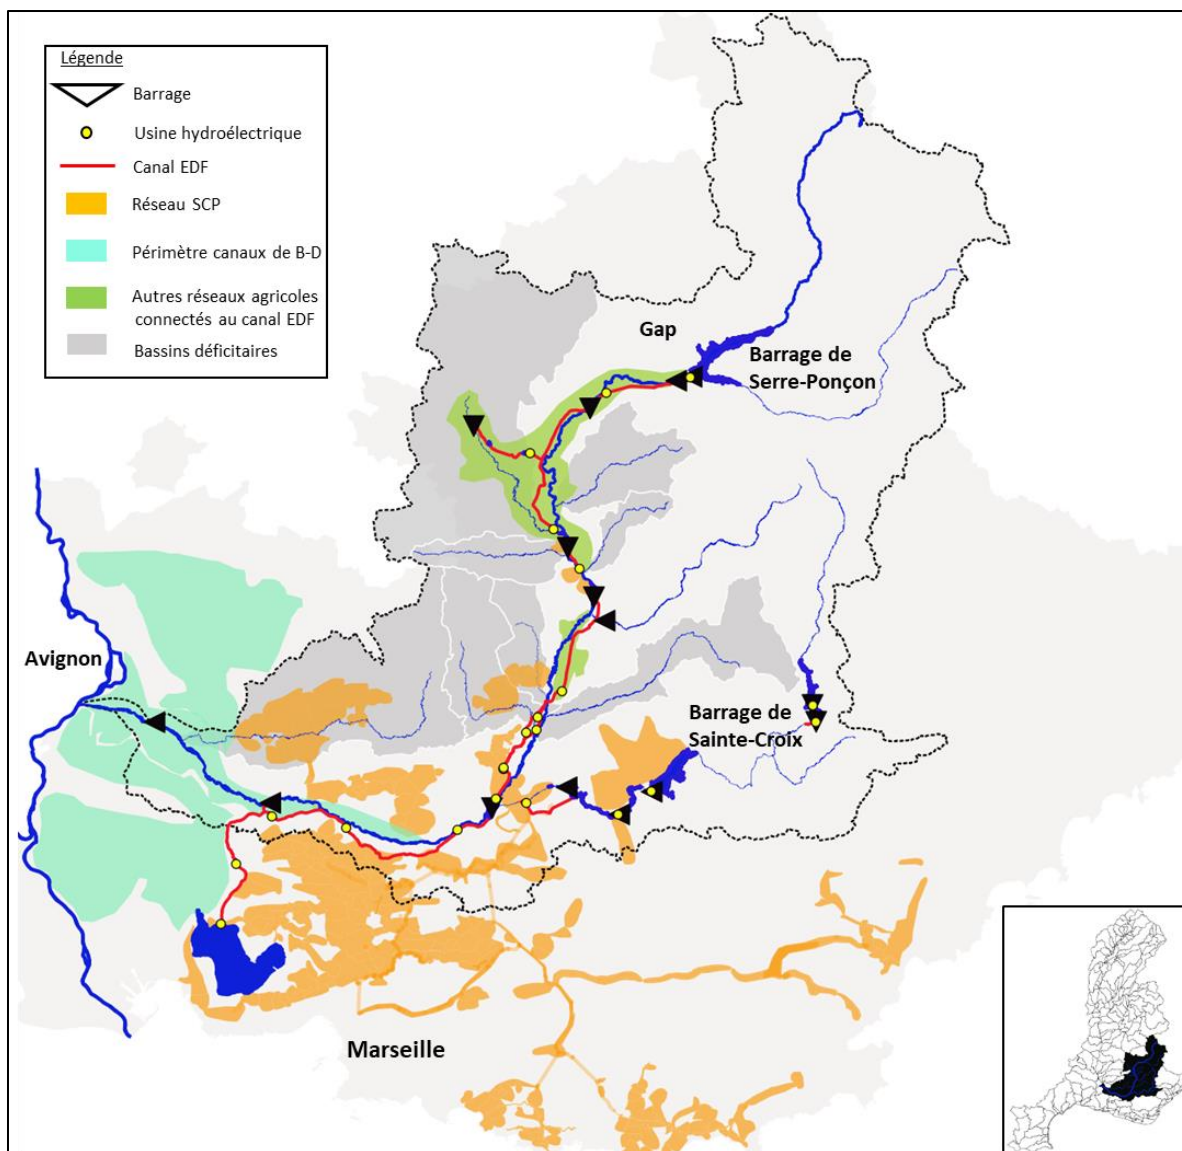 Légende
Barrage
Usine hydroélectrique
Canal EDF
Réseau SCP
Périmètre canaux de B-D
Autres réseaux agricoles
connectés au canal EDF
Bassins déficitaires
Gap
Barrage de
Serre-Ponçon
Avignon
Barrage de
Sainte-Croix
Marseille